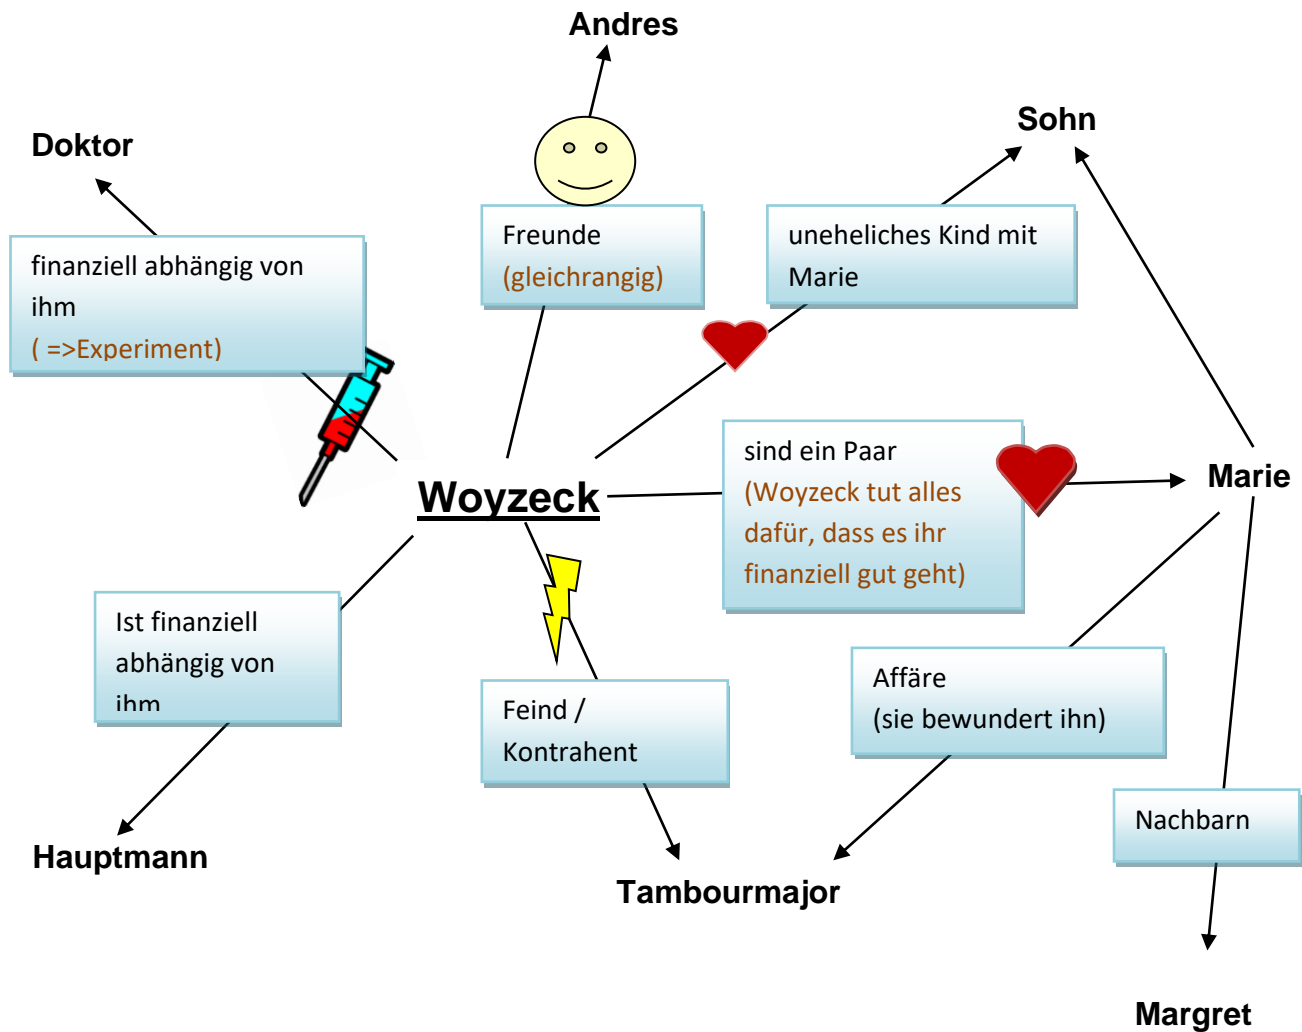 Andres
Sohn
Doktor
Freunde
(gleichrangig)
uneheliches Kind mit
Marie
finanziell abhängig von
ihm
( =>Experiment)
sind ein Paar
(Woyzeck tut alles
dafür, dass es ihr
finanziell gut geht)
Marie
Woyzeck
Ist finanziell
abhängig von
ihm
Affäre
(sie bewundert ihn)
Feind /
Kontrahent
Nachbarn
Hauptmann
Tambourmajor
Margret